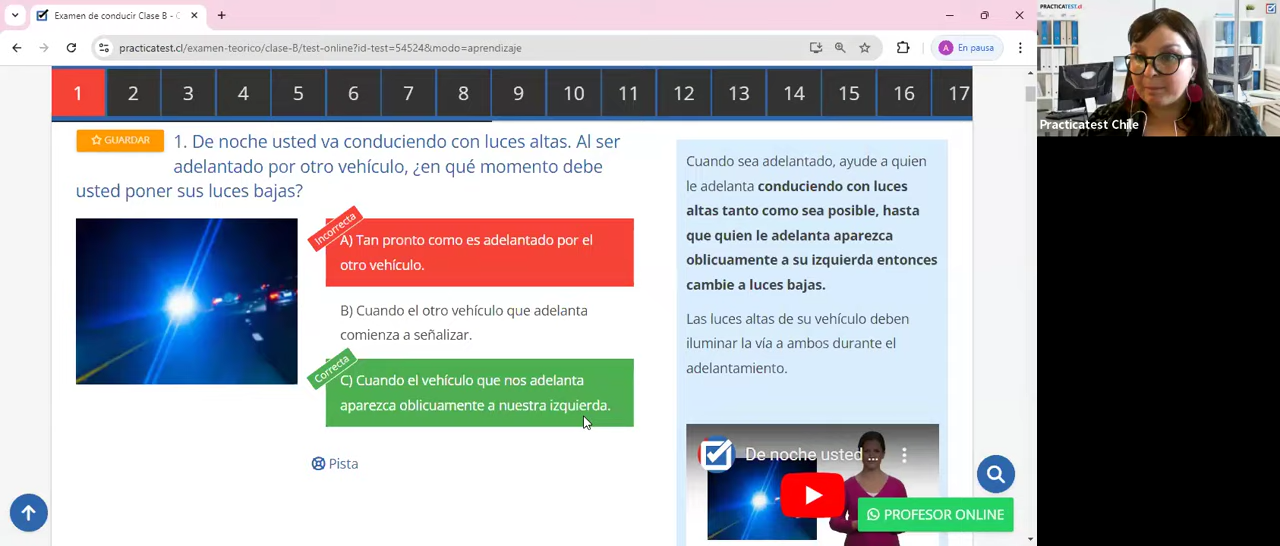 Examen de conducir Clase B - C
practicatest.cl/examen-teorico/clase-B/test-online?id-test=54524&modo=aprendizaje
A
En pausa
PRACTICATEST.cl
Practicatest Chile
1 2 3 4 5 6 7 8 9 10 11 12 13 14 15 16 17
GUARDAR
1. De noche usted va conduciendo con luces altas. Al ser
adelantado por otro vehículo, ¿en qué momento debe
usted poner sus luces bajas?
Incorrecta
A) Tan pronto como es adelantado por el
otro vehículo.
B) Cuando el otro vehículo que adelanta
comienza a señalizar.
Correcta
C) Cuando el vehículo que nos adelanta
aparezca oblicuamente a nuestra izquierda.
Pista
Cuando sea adelantado, ayude a quien
le adelanta conduciendo con luces
altas tanto como sea posible, hasta
que quien le adelanta aparezca
oblicuamente a su izquierda entonces
cambie a luces bajas.
Las luces altas de su vehículo deben
iluminar la vía a ambos durante el
adelantamiento.
De noche usted ...
PROFESOR ONLINE